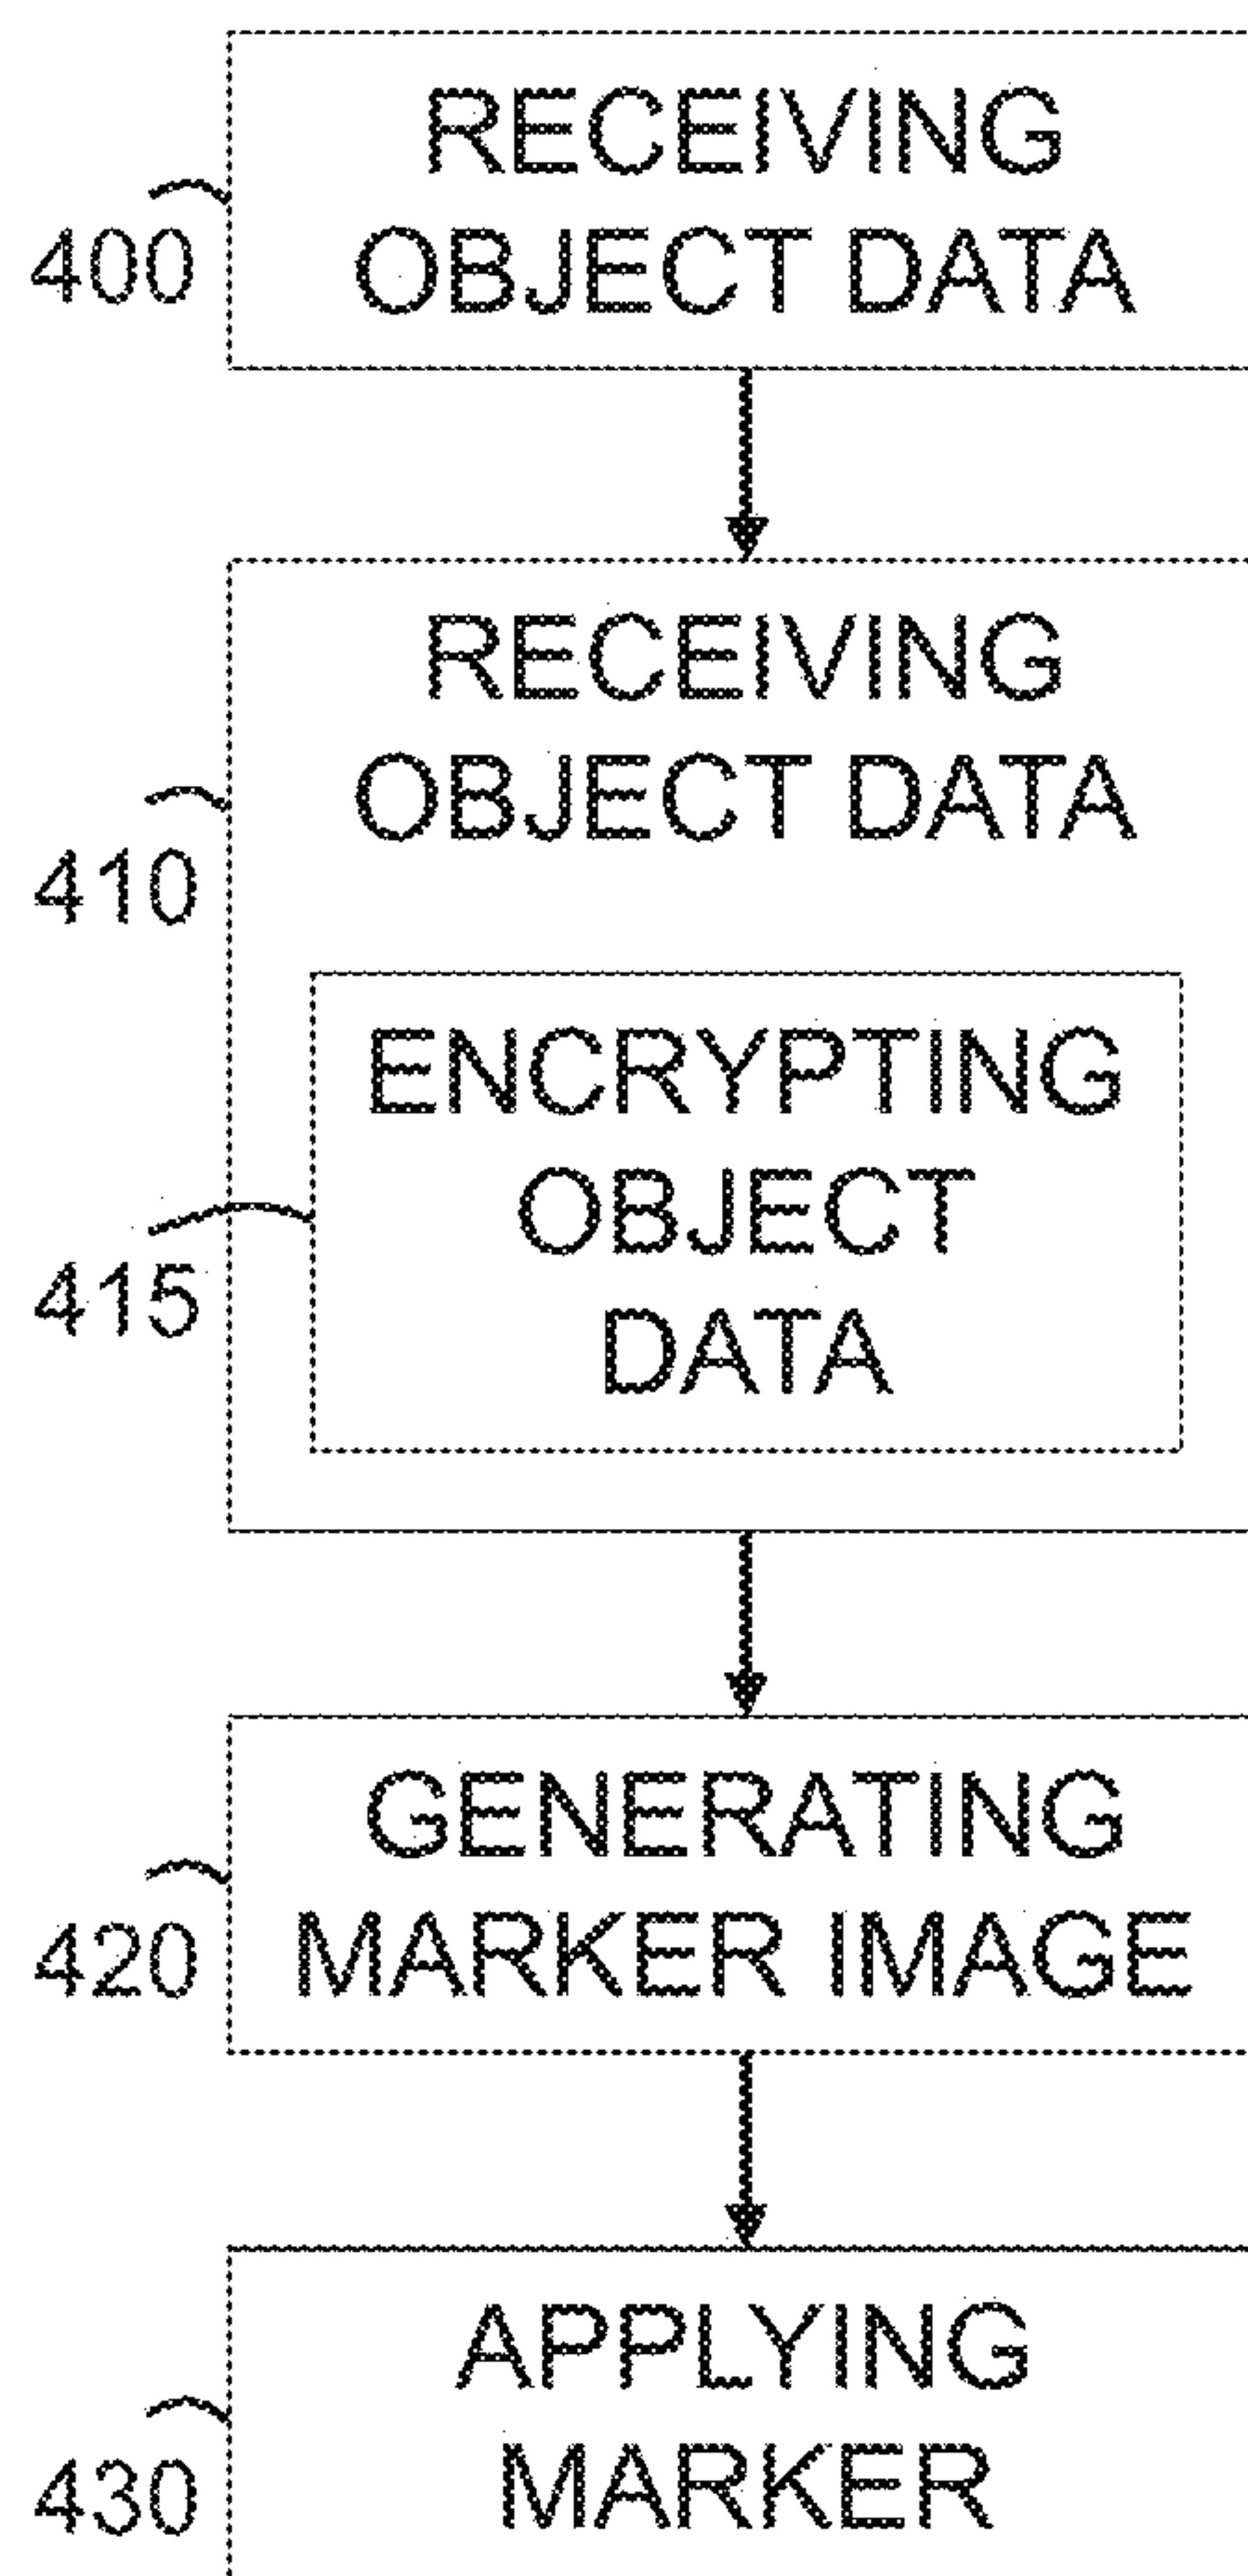 RECEIVING
OBJECT DATA
400
RECEIVING
OBJECT DATA
410
ENCRYPTING
OBJECT
DATA
415
GENERATING
MARKER IMAGE
420
APPLYING
MARKER
430